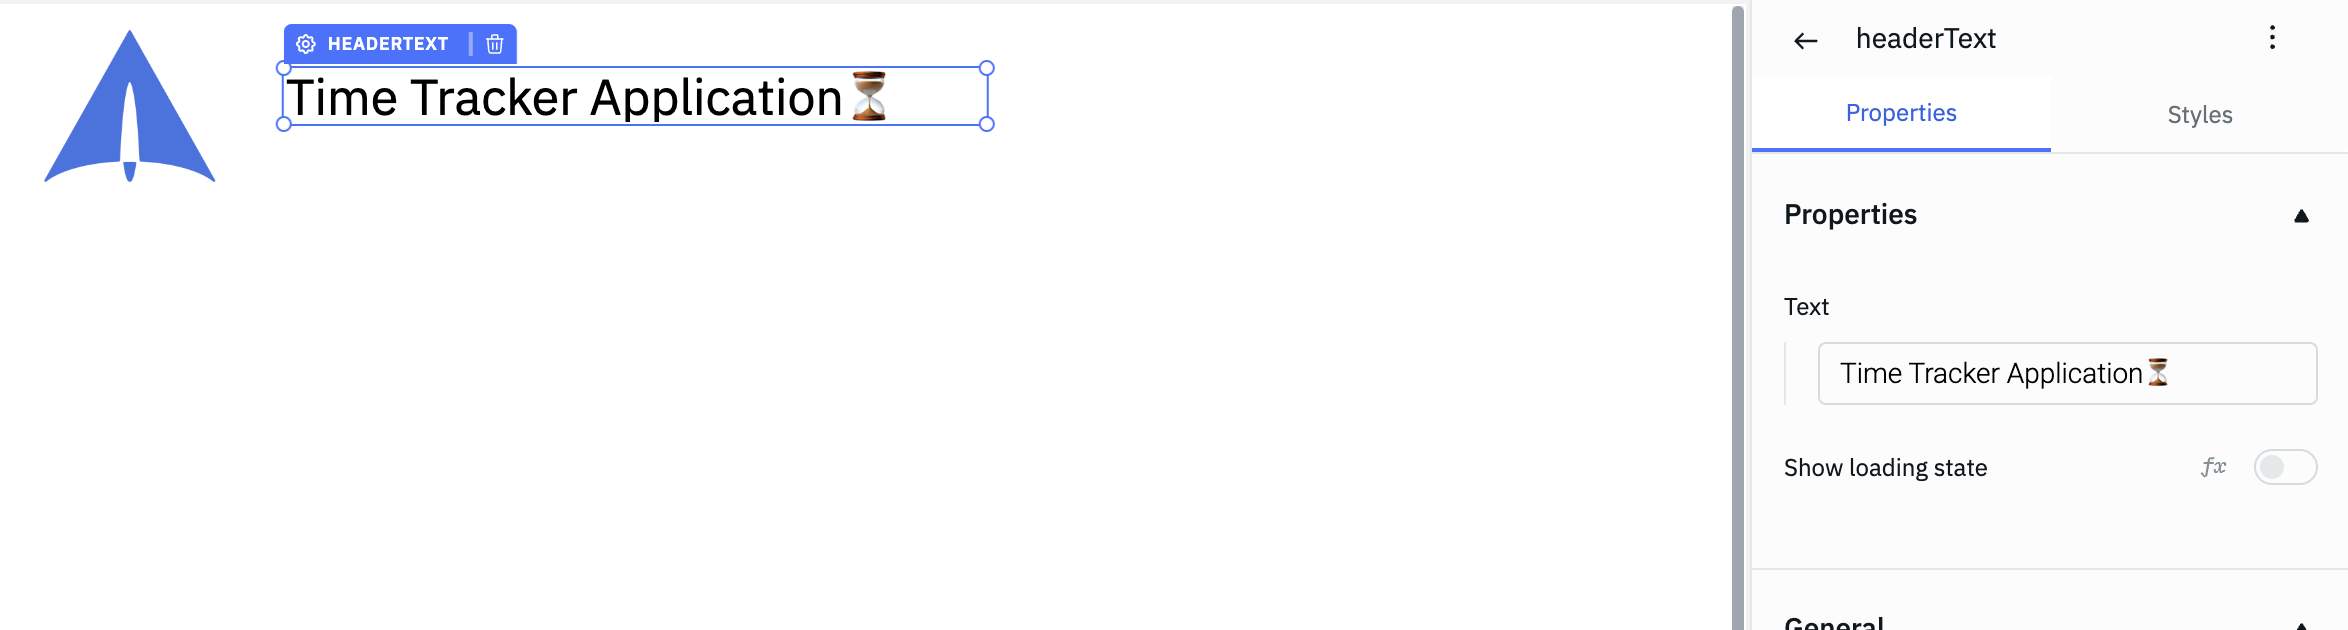 HEADERTEXT
Time Tracker Application⌛
headerText
Properties
Styles
Properties
Text
Time Tracker Application⌛
Show loading state
fx
General